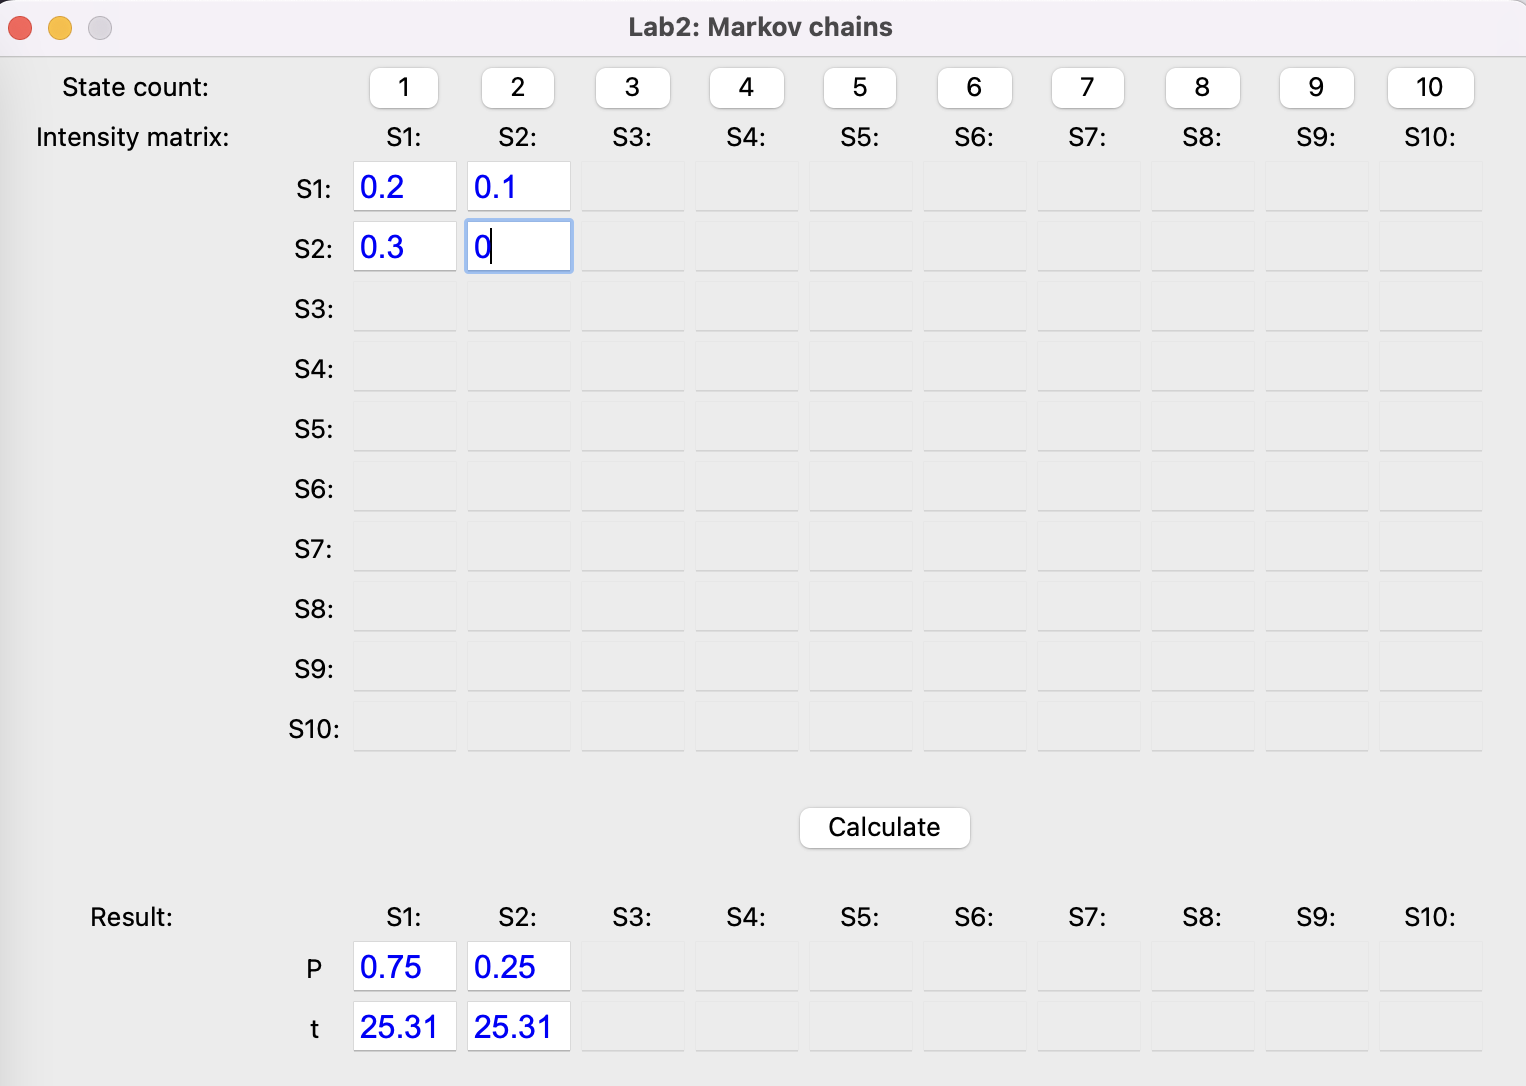 Lab2: Markov chains
State count: 1 2 3 4 5 6 7 8 9 10
Intensity matrix: S1: S2: S3: S4: S5: S6: S7: S8: S9: S10:
S1: 0.2 0.1
S2: 0.3 0
S3:
S4:
S5:
S6:
S7:
S8:
S9:
S10:
Calculate
Result: S1: S2: S3: S4: S5: S6: S7: S8: S9: S10:
P 0.75 0.25
t 25.31 25.31